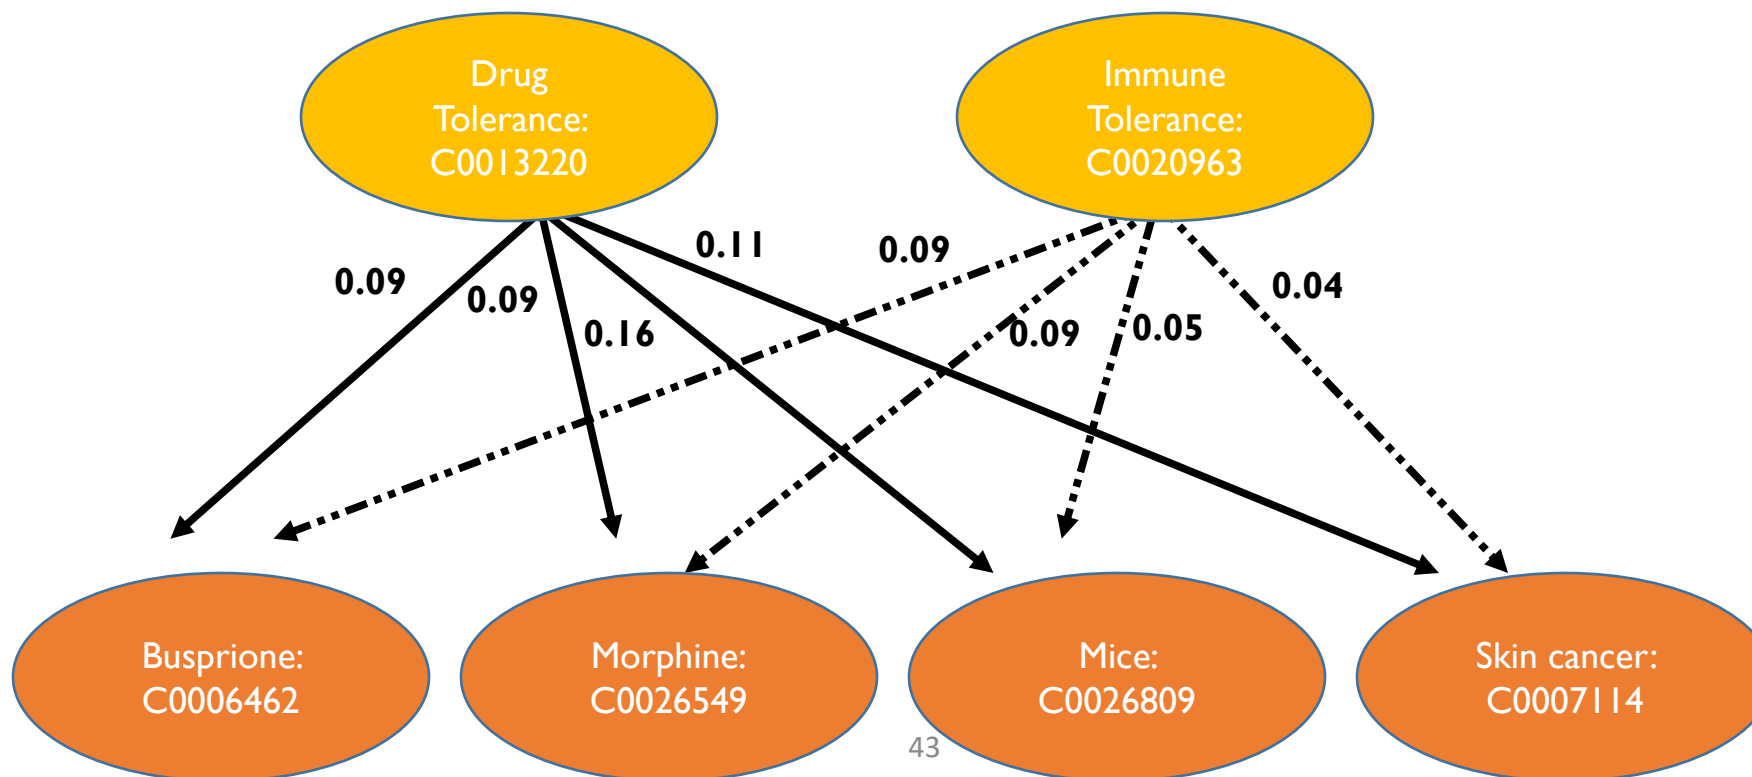 Drug
Tolerance:
C0013220
Immune
Tolerance:
C0020963
0.09
0.09
0.16
0.11
0.09
0.09
0.05
0.04
Busprione:
C0006462
Morphine:
C0026549
Mice:
C0026809
Skin cancer:
C0007114
43